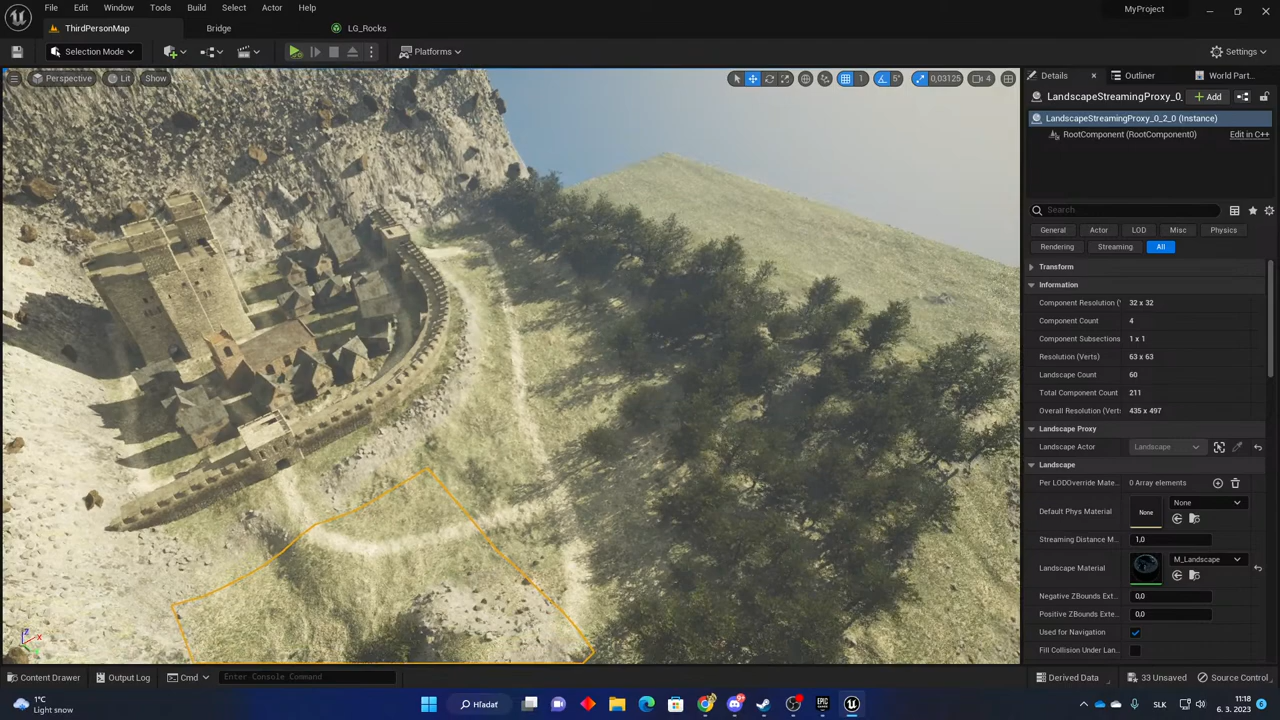 File Edit Window Tools Build Select Actor Help
MyProject
ThirdPersonMap Bridge LG_Rocks
Selection Mode Platforms Settings
Perspective Lit Show 1 5° 0,03125 4
Details Outliner World Part...
LandscapeStreamingProxy_0_ Add
LandscapeStreamingProxy_0_2_0 (Instance)
RootComponent (RootComponent0) Edit in C++
Search
General Actor LOD Misc Physics
Rendering Streaming All
Transform
Information
Component Resolution (V 32 x 32
Component Count 4
Component Subsections 1 x 1
Resolution (Verts) 63 x 63
Landscape Count 60
Total Component Count 211
Overall Resolution (Verts 435 x 497
Landscape Proxy
Landscape Actor Landscape
Landscape
Per LODOverride Mate... 0 Array elements
None
Default Phys Material None
Streaming Distance M... 1,0
M_Landscape
Landscape Material
Negative ZBounds Ext... 0,0
Positive ZBounds Exte... 0,0
Used for Navigation
Fill Collision Under Lan...
Z X
Content Drawer Output Log Cmd Enter Console Command Derived Data 33 Unsaved Source Control
1°C
Light snow
Hľadať
EPIC
SLK
11:18
6. 3. 2023